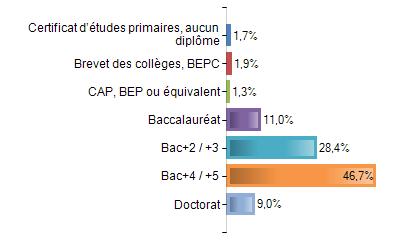 Certificat d'études primaires, aucun
diplôme
1,7%
Brevet des collèges, BEPC
1,9%
CAP, BEP ou équivalent
1,3%
Baccalauréat
11,0%
Bac+2 / +3
28,4%
Bac+4 / +5
46,7%
Doctorat
9,0%